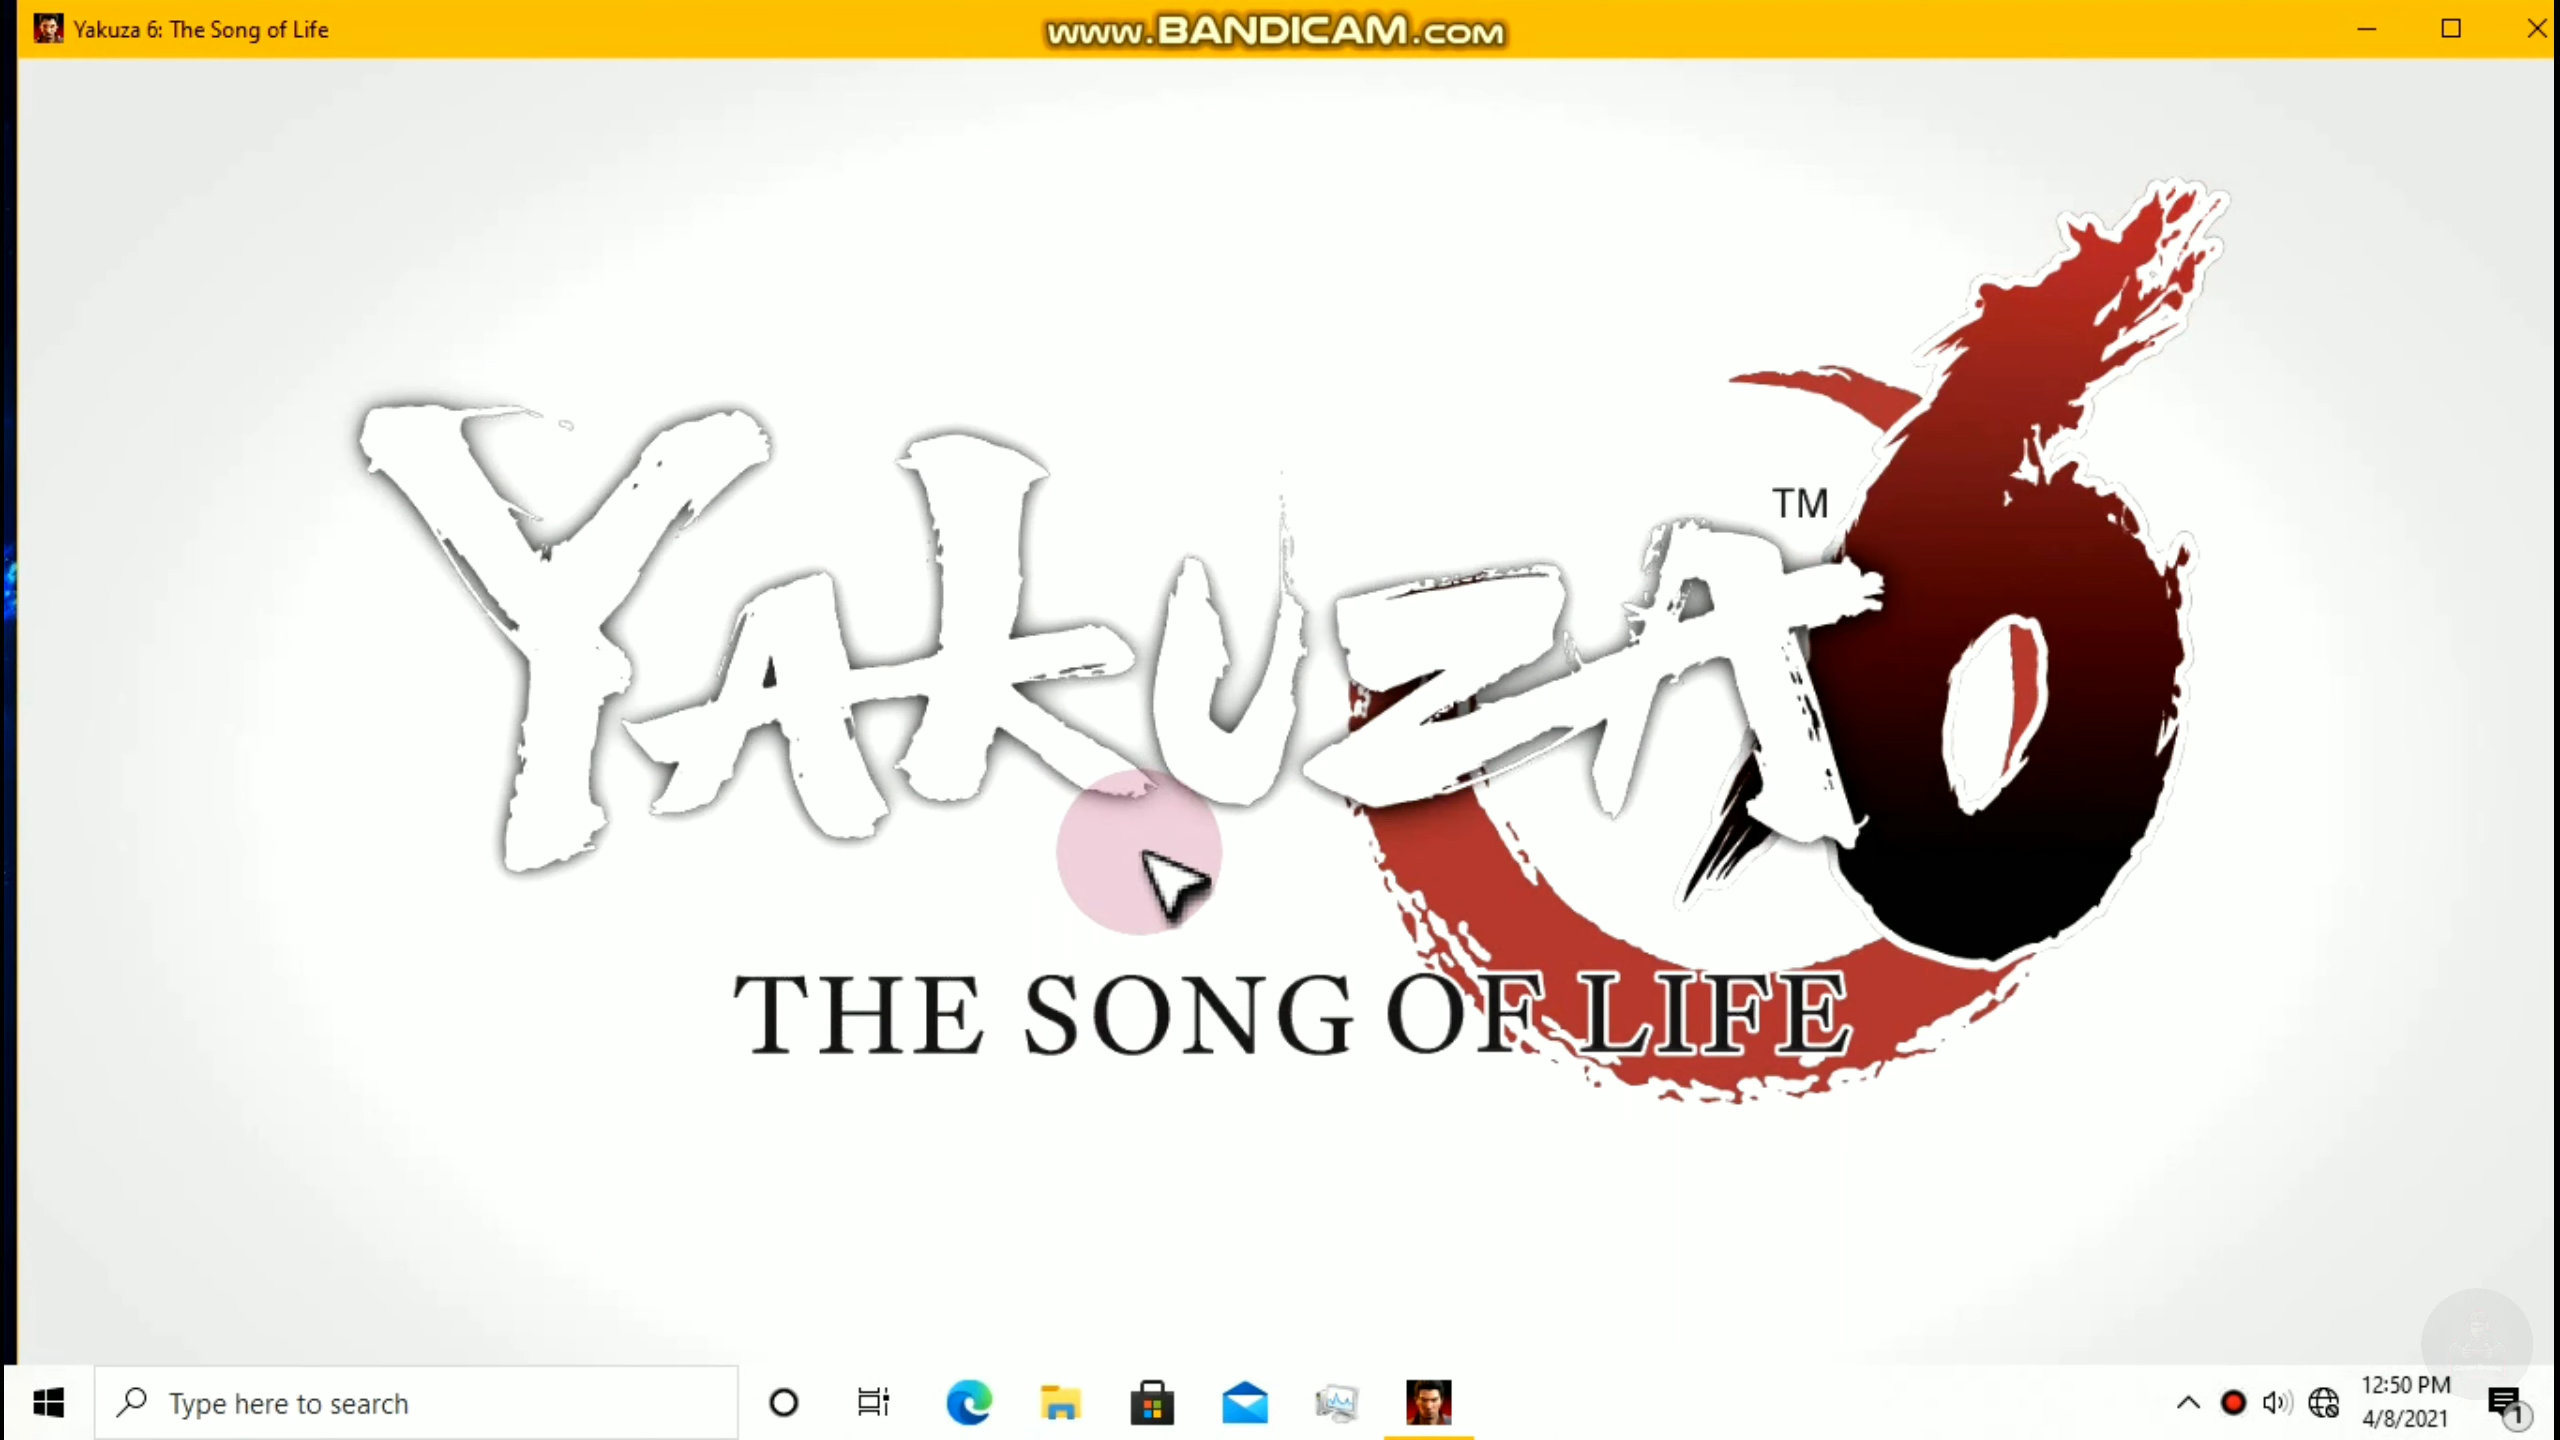 Yakuza 6: The Song of Life
www.BANDICAM.com
YAKUZA 6
TM
THE SONG OF LIFE
Type here to search
12:50 PM
4/8/2021
1